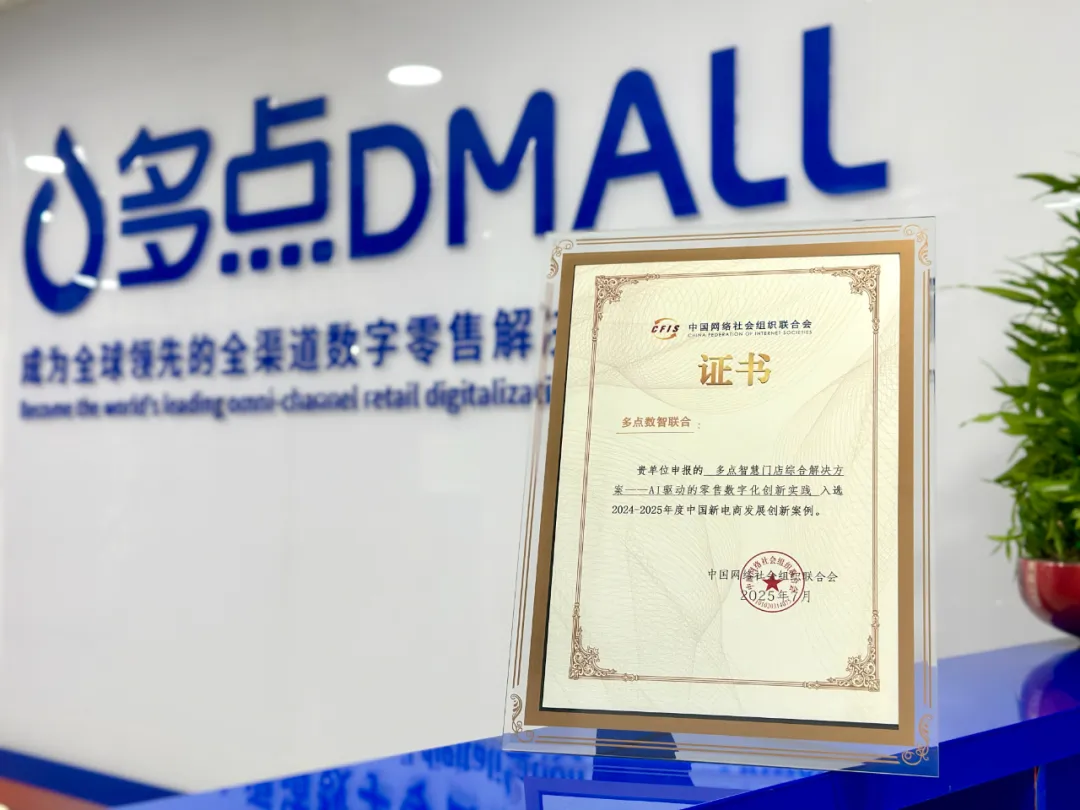 多点DMALL
成为全球领先的全渠道数字零售解
Become the world's leading omni-channel retail digitalizati
CFIS 中国网络社会组织联合会
CHINA FEDERATION OF INTERNET SOCIETIES
证书
多点数智联合：
贵单位申报的 多点智慧门店综合解决方
案——AI驱动的零售数字化创新实践 入选
2024-2025年度中国新电商发展创新案例。
中国网络社会组织联合会
2025年7月